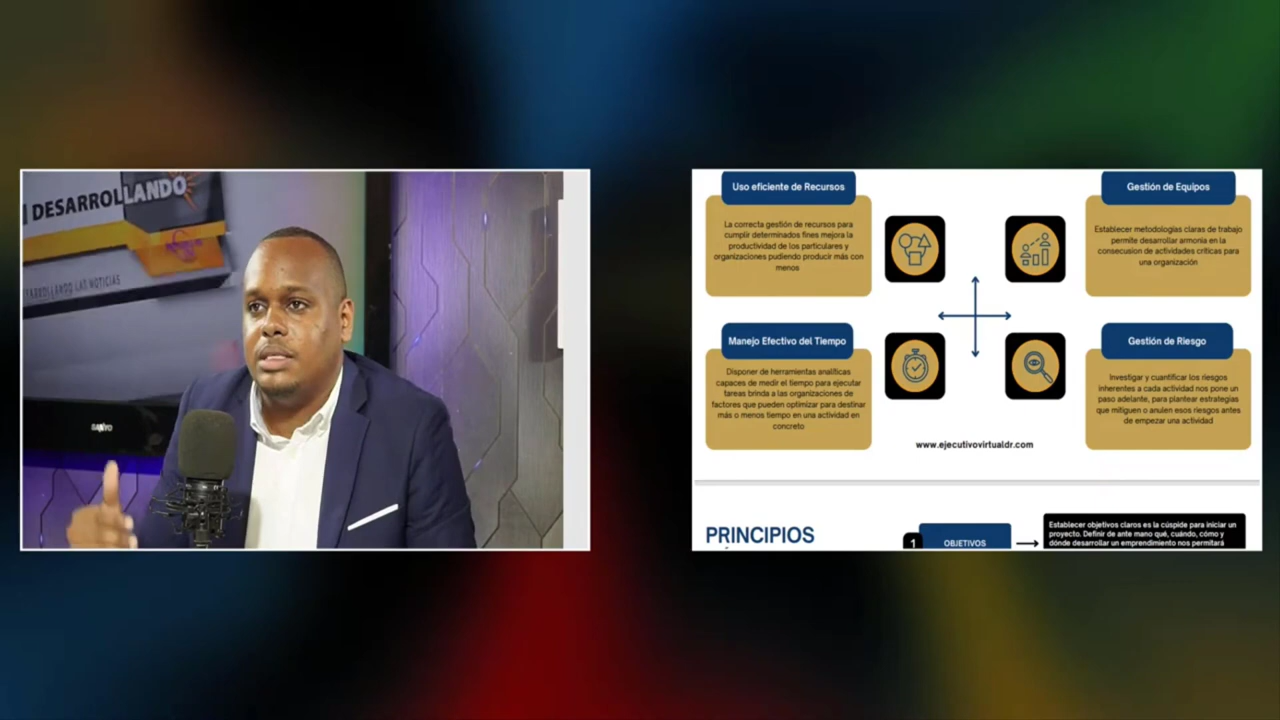 DESARROLLANDO
SARROLLANDO LAS NOTICIAS
SANYO
Uso eficiente de Recursos
La correcta gestión de recursos para
cumplir determinados fines mejora la
productividad de los particulares y
organizaciones pudiendo producir más con
menos
Gestión de Equipos
Establecer metodologías claras de trabajo
permite desarrollar armonía en la
consecusion de actividades críticas para
una organización
Manejo Efectivo del Tiempo
Disponer de herramientas analíticas
capaces de medir el tiempo para ejecutar
tareas brinda a las organizaciones de
factores que pueden optimizar para destinar
más o menos tiempo en una actividad en
concreto
Gestión de Riesgo
Investigar y cuantificar los riesgos
inherentes a cada actividad nos pone un
paso adelante, para plantear estrategias
que mitiguen o anulen esos riesgos antes
de empezar una actividad
www.ejecutivovirtualdr.com
PRINCIPIOS
1
OBJETIVOS
Establecer objetivos claros es la cúspide para iniciar un
proyecto. Definir de ante mano qué, cuándo, cómo y
dónde desarrollar un emprendimiento nos permitirá